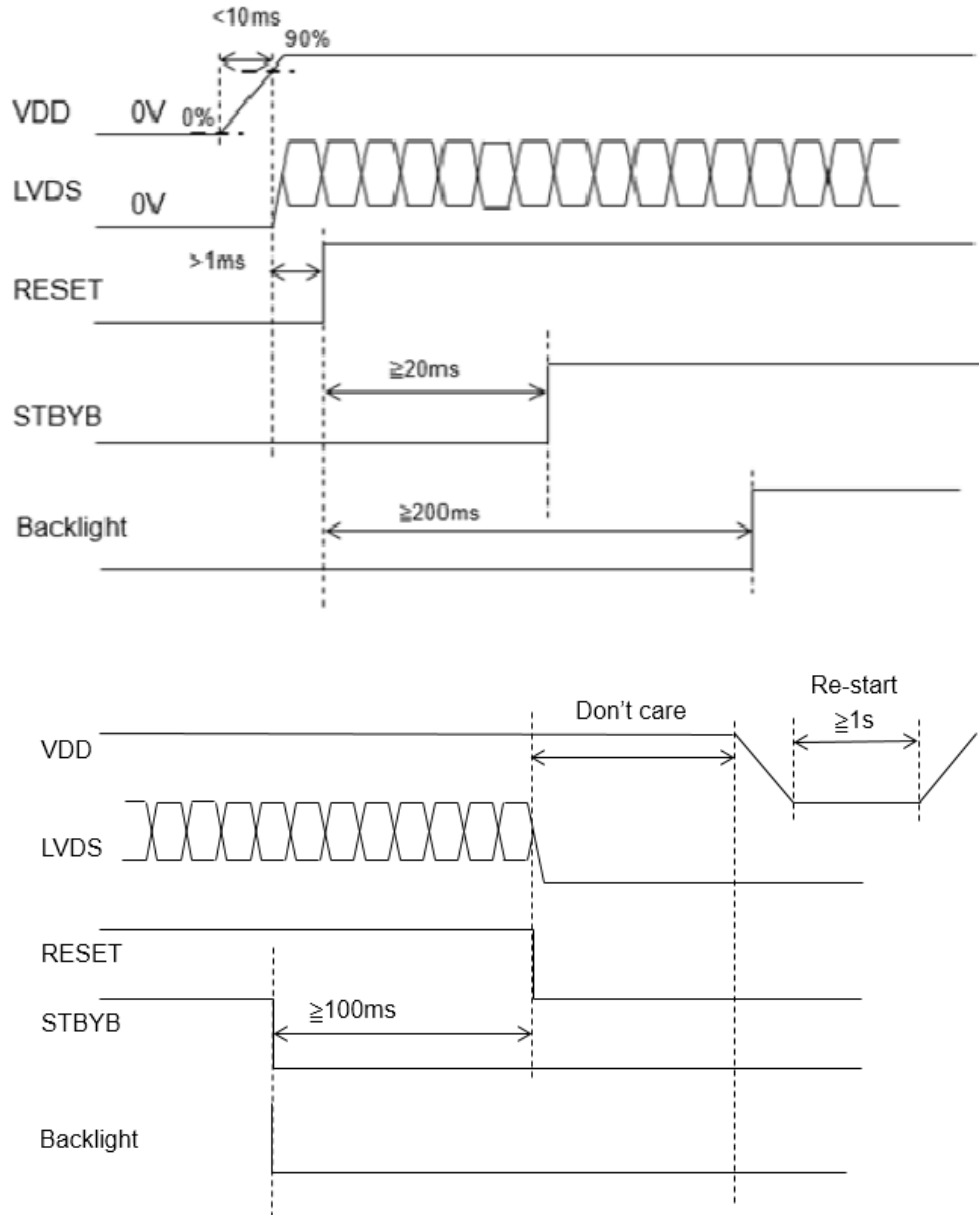 <10ms
90%
VDD 0V 0%
LVDS 0V
>1ms
RESET
≧20ms
STBYB
≧200ms
Backlight
Re-start
Don’t care ≧1s
VDD
LVDS
RESET
≧100ms
STBYB
Backlight